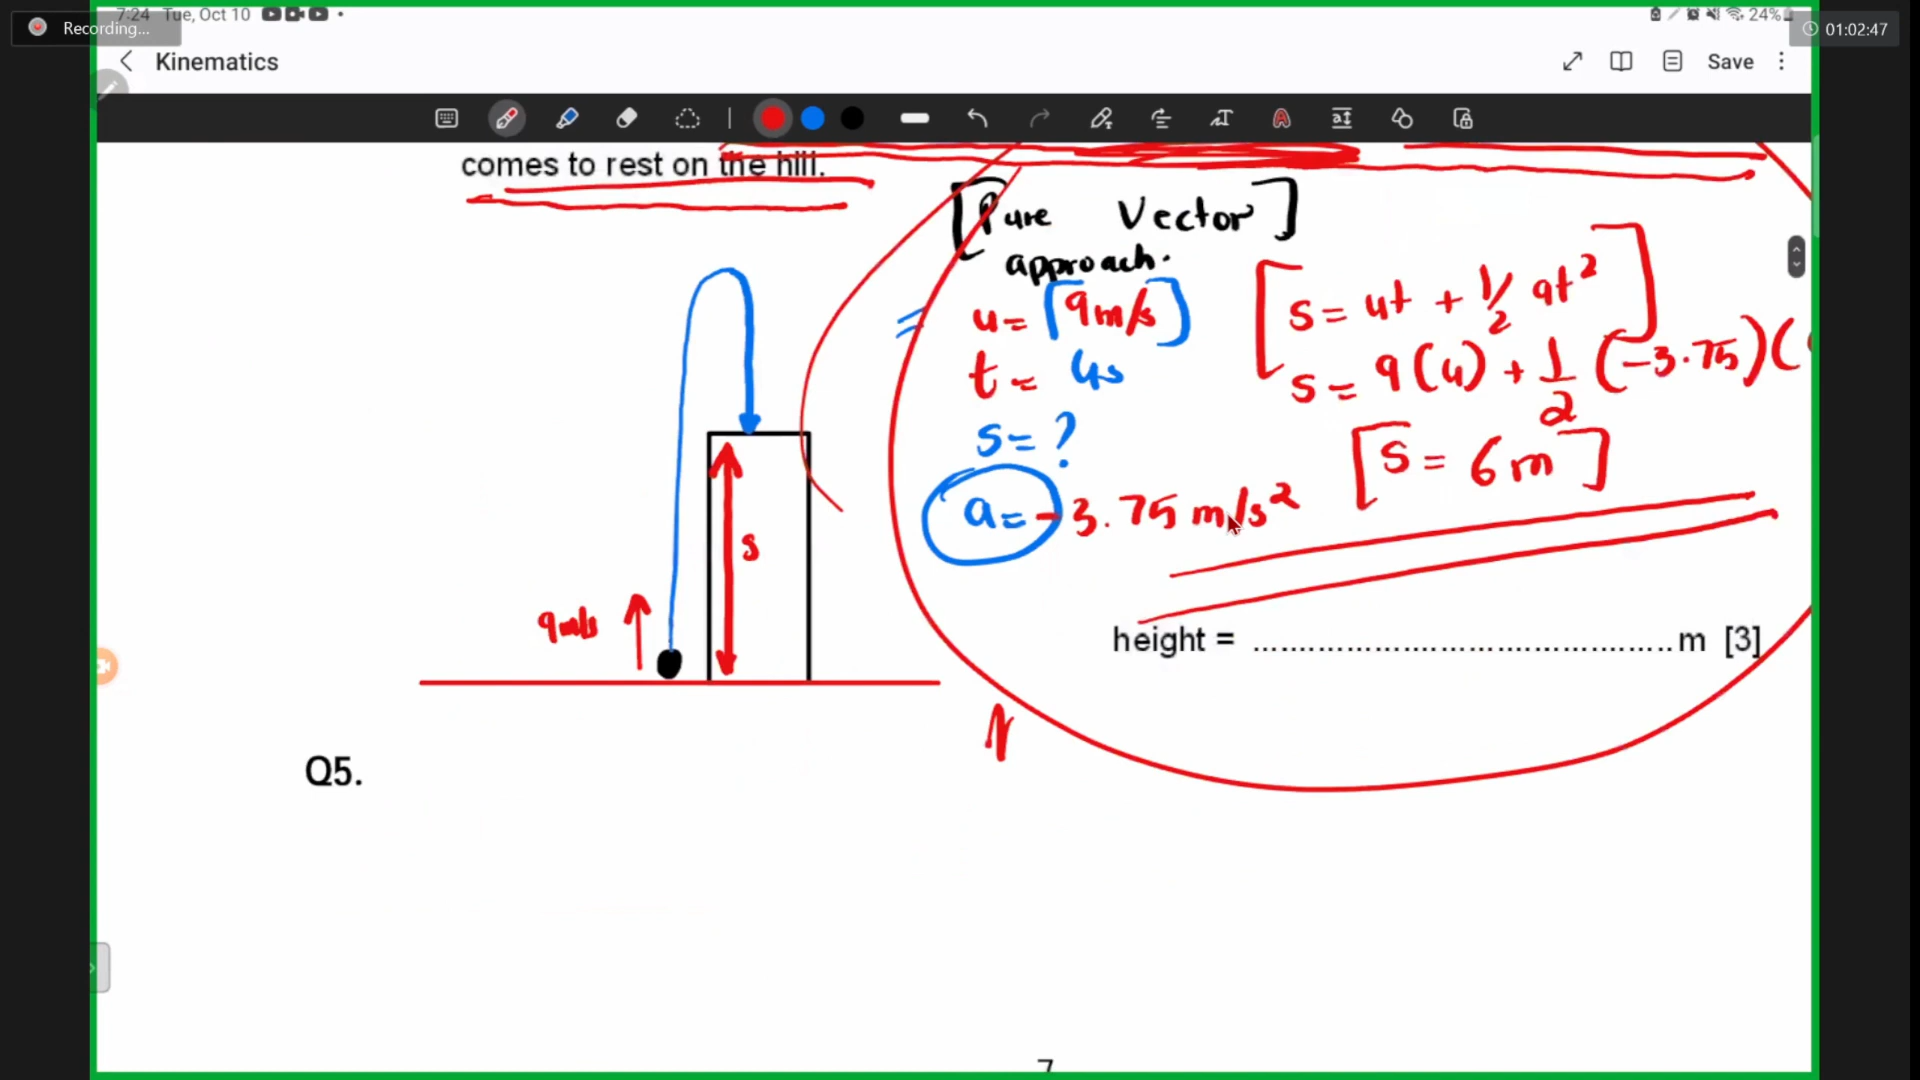 7:24 Tue, Oct 10
24%
Recording...
01:02:47
Kinematics
Save
comes to rest on the hill.
[Pure Vector]
approach.
u= [9m/s]
t= 4s
s= ?
a= -3.75 m/s²
[s= ut + 1/2 at²
s= 9(4) + 1/2 (-3.75)(
[s= 6m]
s
9m/s
height = ........................................ m [3]
Q5.
7